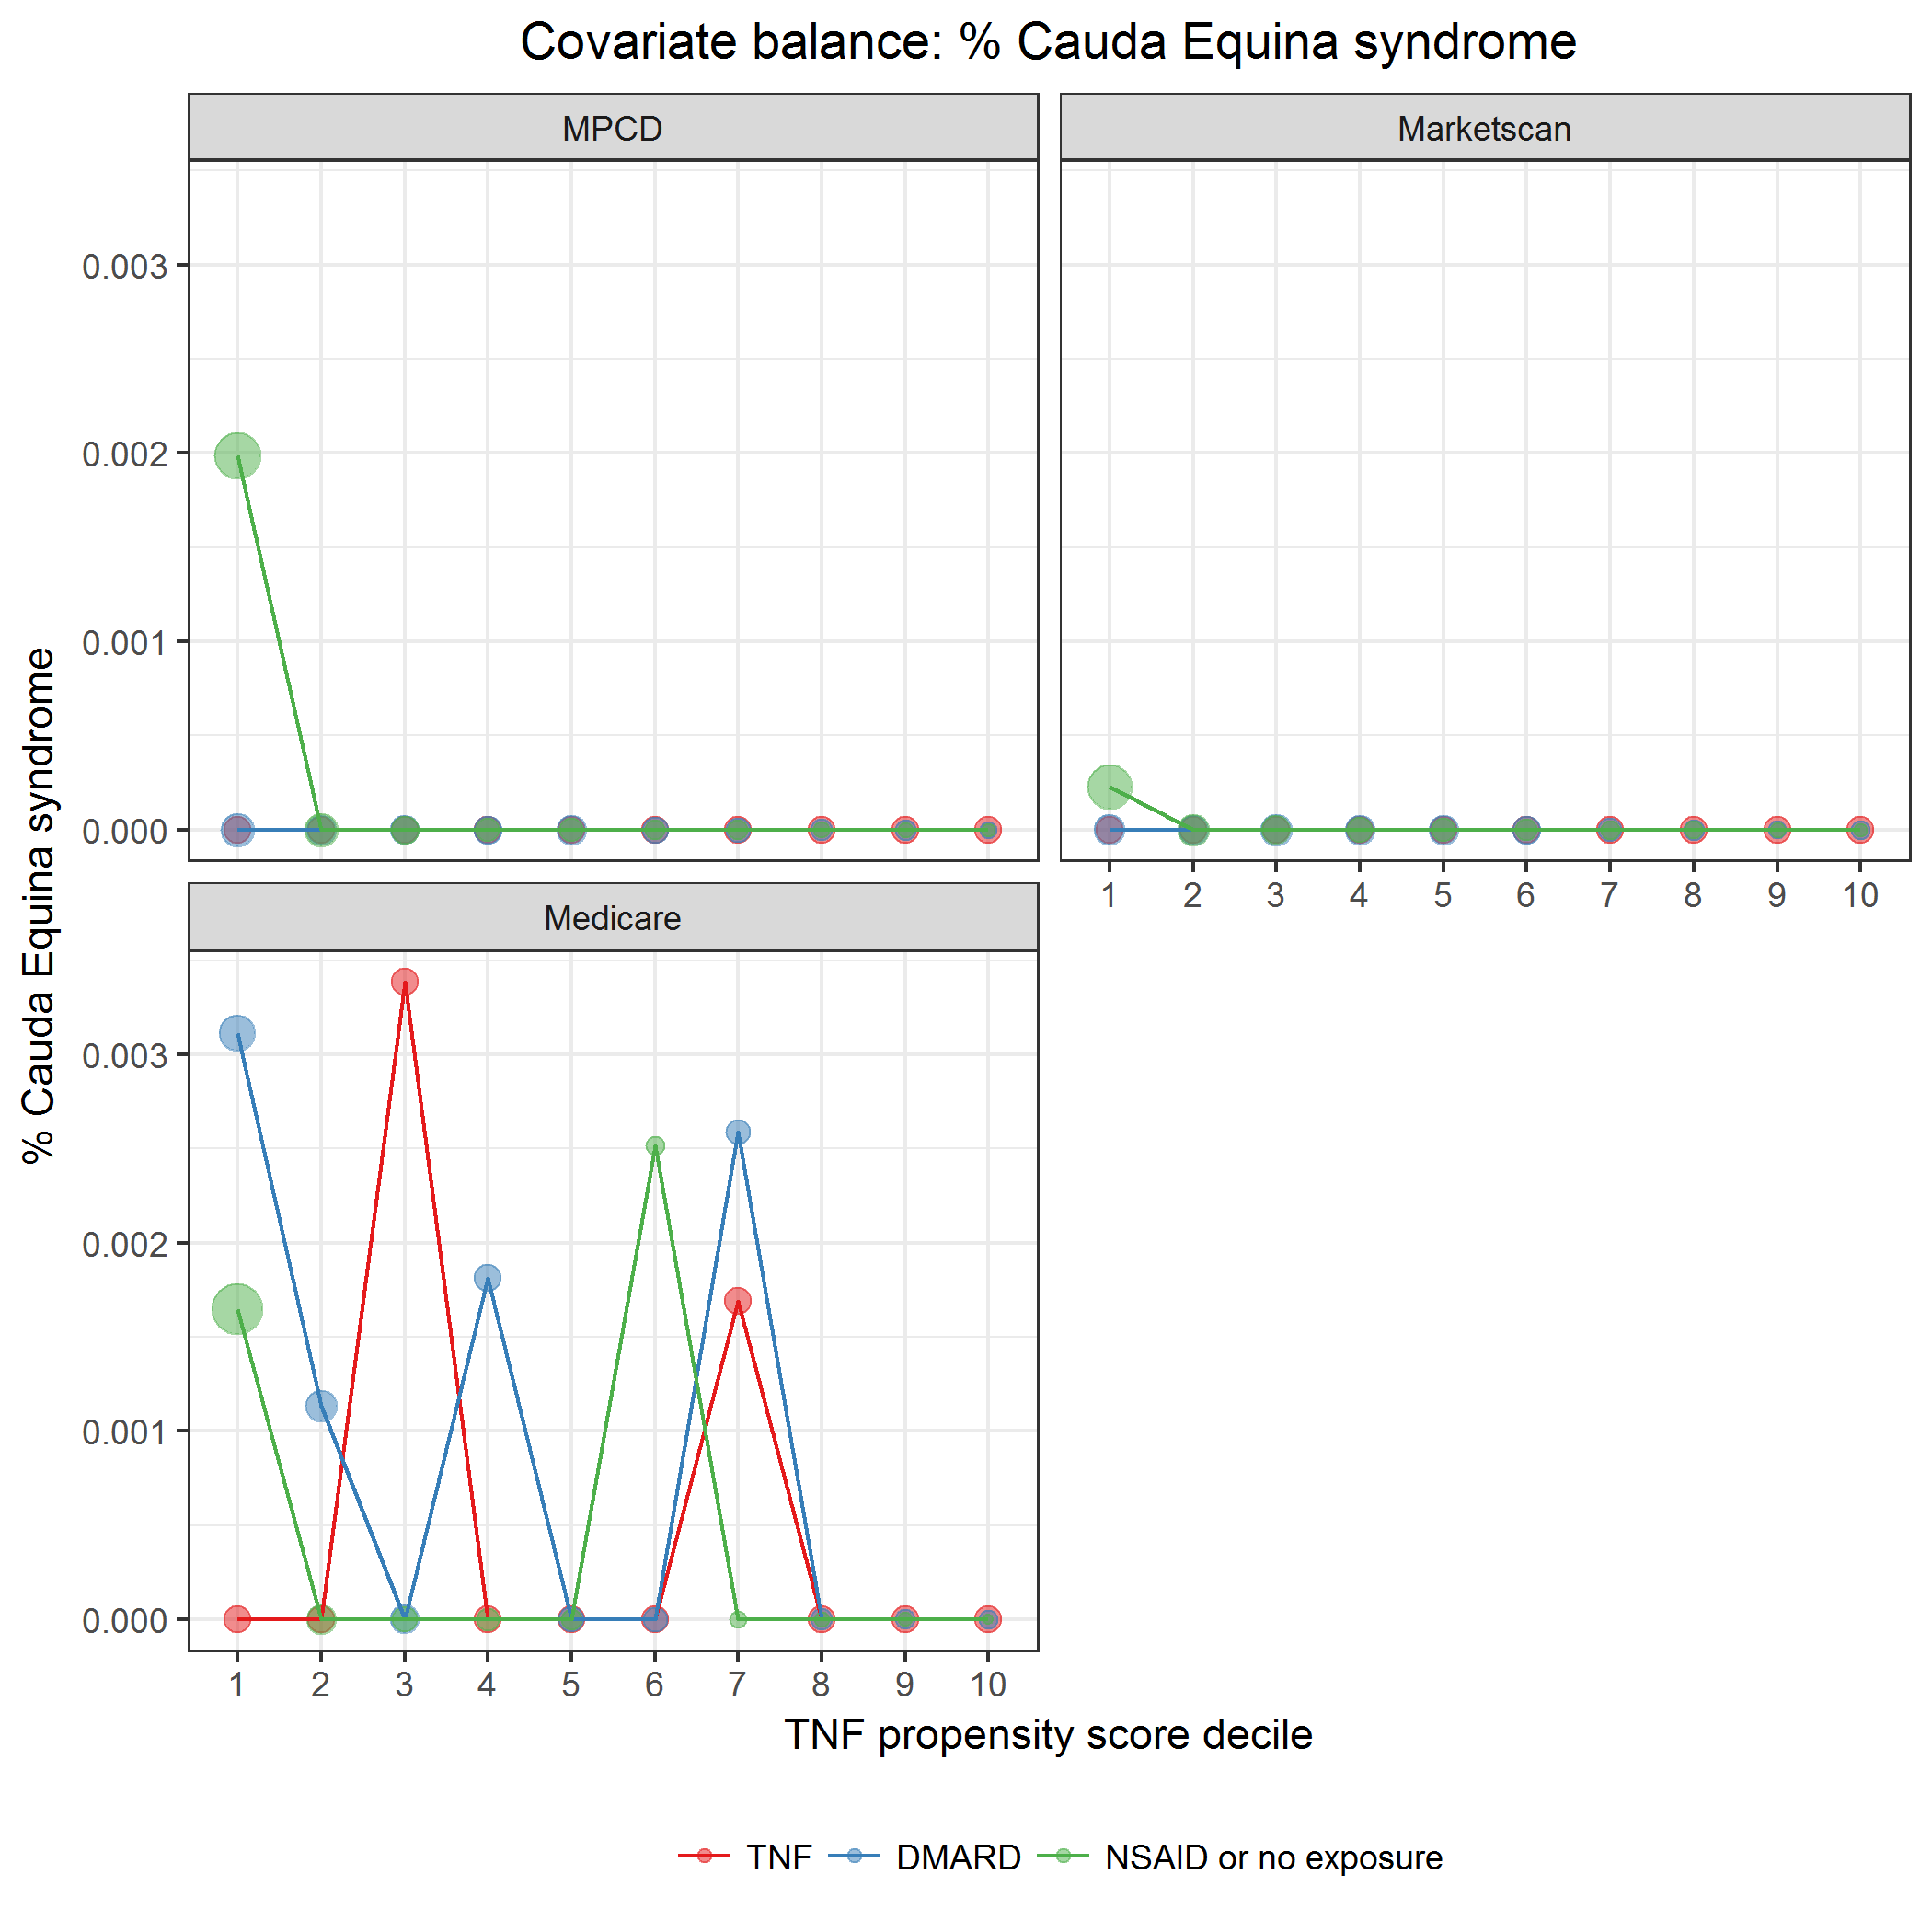 Covariate balance: % Cauda Equina syndrome
MPCD
Marketscan
0.003
0.002
0.001
0.000
1 2 3 4 5 6 7 8 9 10
% Cauda Equina syndrome
Medicare
0.003
0.002
0.001
0.000
1 2 3 4 5 6 7 8 9 10
TNF propensity score decile
TNF DMARD NSAID or no exposure